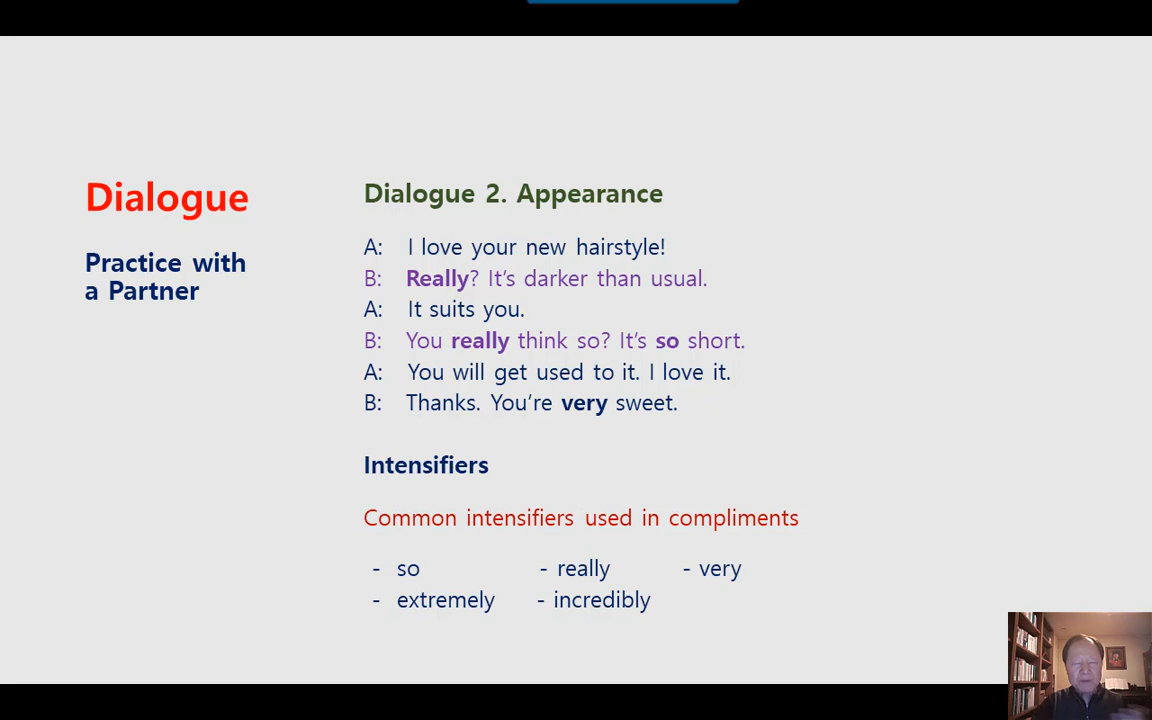 Dialogue
Practice with
a Partner
Dialogue 2. Appearance
A: I love your new hairstyle!
B: Really? It's darker than usual.
A: It suits you.
B: You really think so? It's so short.
A: You will get used to it. I love it.
B: Thanks. You're very sweet.
Intensifiers
Common intensifiers used in compliments
- so - really - very
- extremely - incredibly